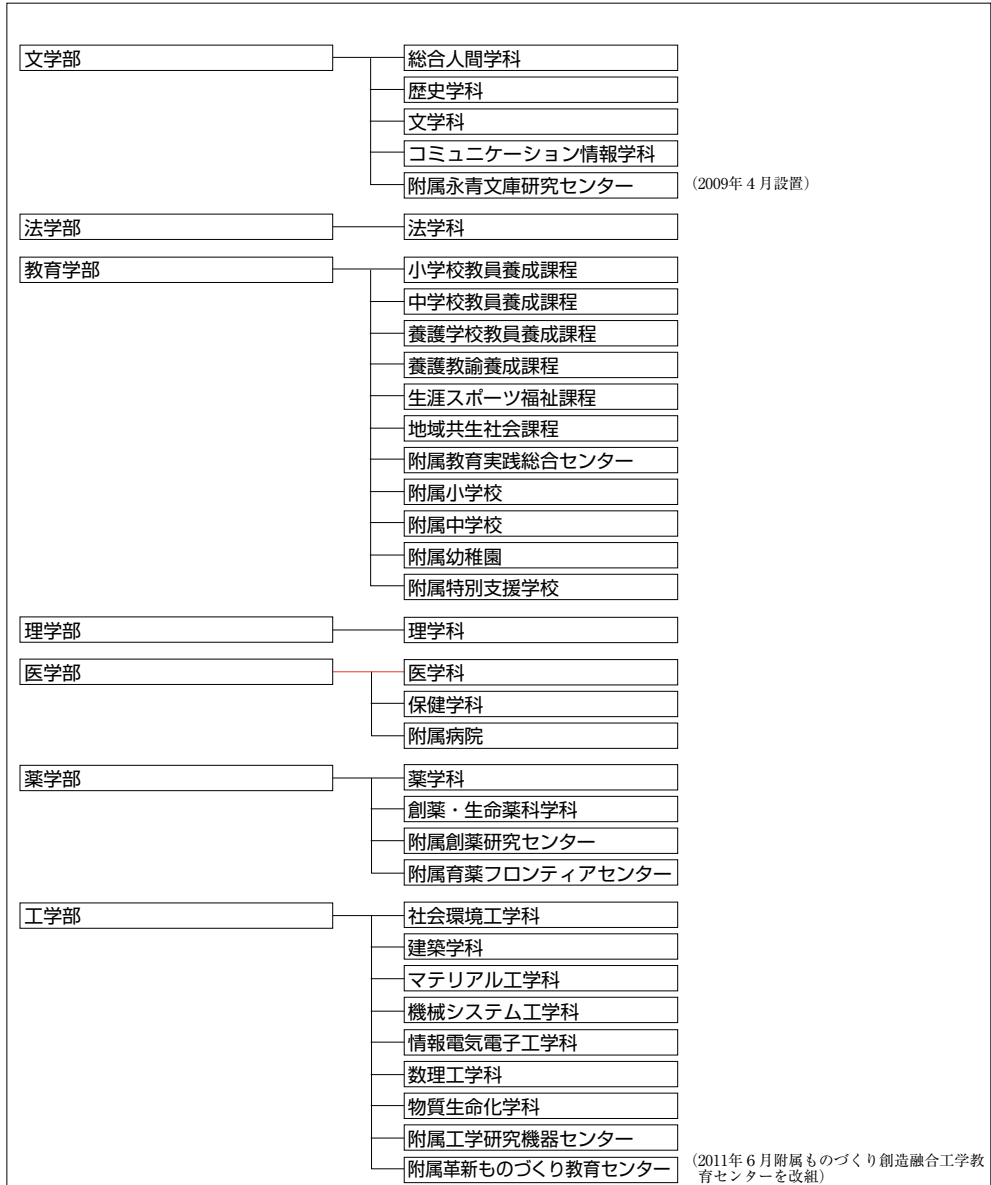 文学部
総合人間学科
歴史学科
文学科
コミュニケーション情報学科
附属永青文庫研究センター
(2009年４月設置)
法学部
法学科
教育学部
小学校教員養成課程
中学校教員養成課程
養護学校教員養成課程
養護教諭養成課程
生涯スポーツ福祉課程
地域共生社会課程
附属教育実践総合センター
附属小学校
附属中学校
附属幼稚園
附属特別支援学校
理学部
理学科
医学部
医学科
保健学科
附属病院
薬学部
薬学科
創薬・生命薬科学科
附属創薬研究センター
附属育薬フロンティアセンター
工学部
社会環境工学科
建築学科
マテリアル工学科
機械システム工学科
情報電気電子工学科
数理工学科
物質生命化学科
附属工学研究機器センター
附属革新ものづくり教育センター
(2011年６月附属ものづくり創造融合工学教
育センターを改組)